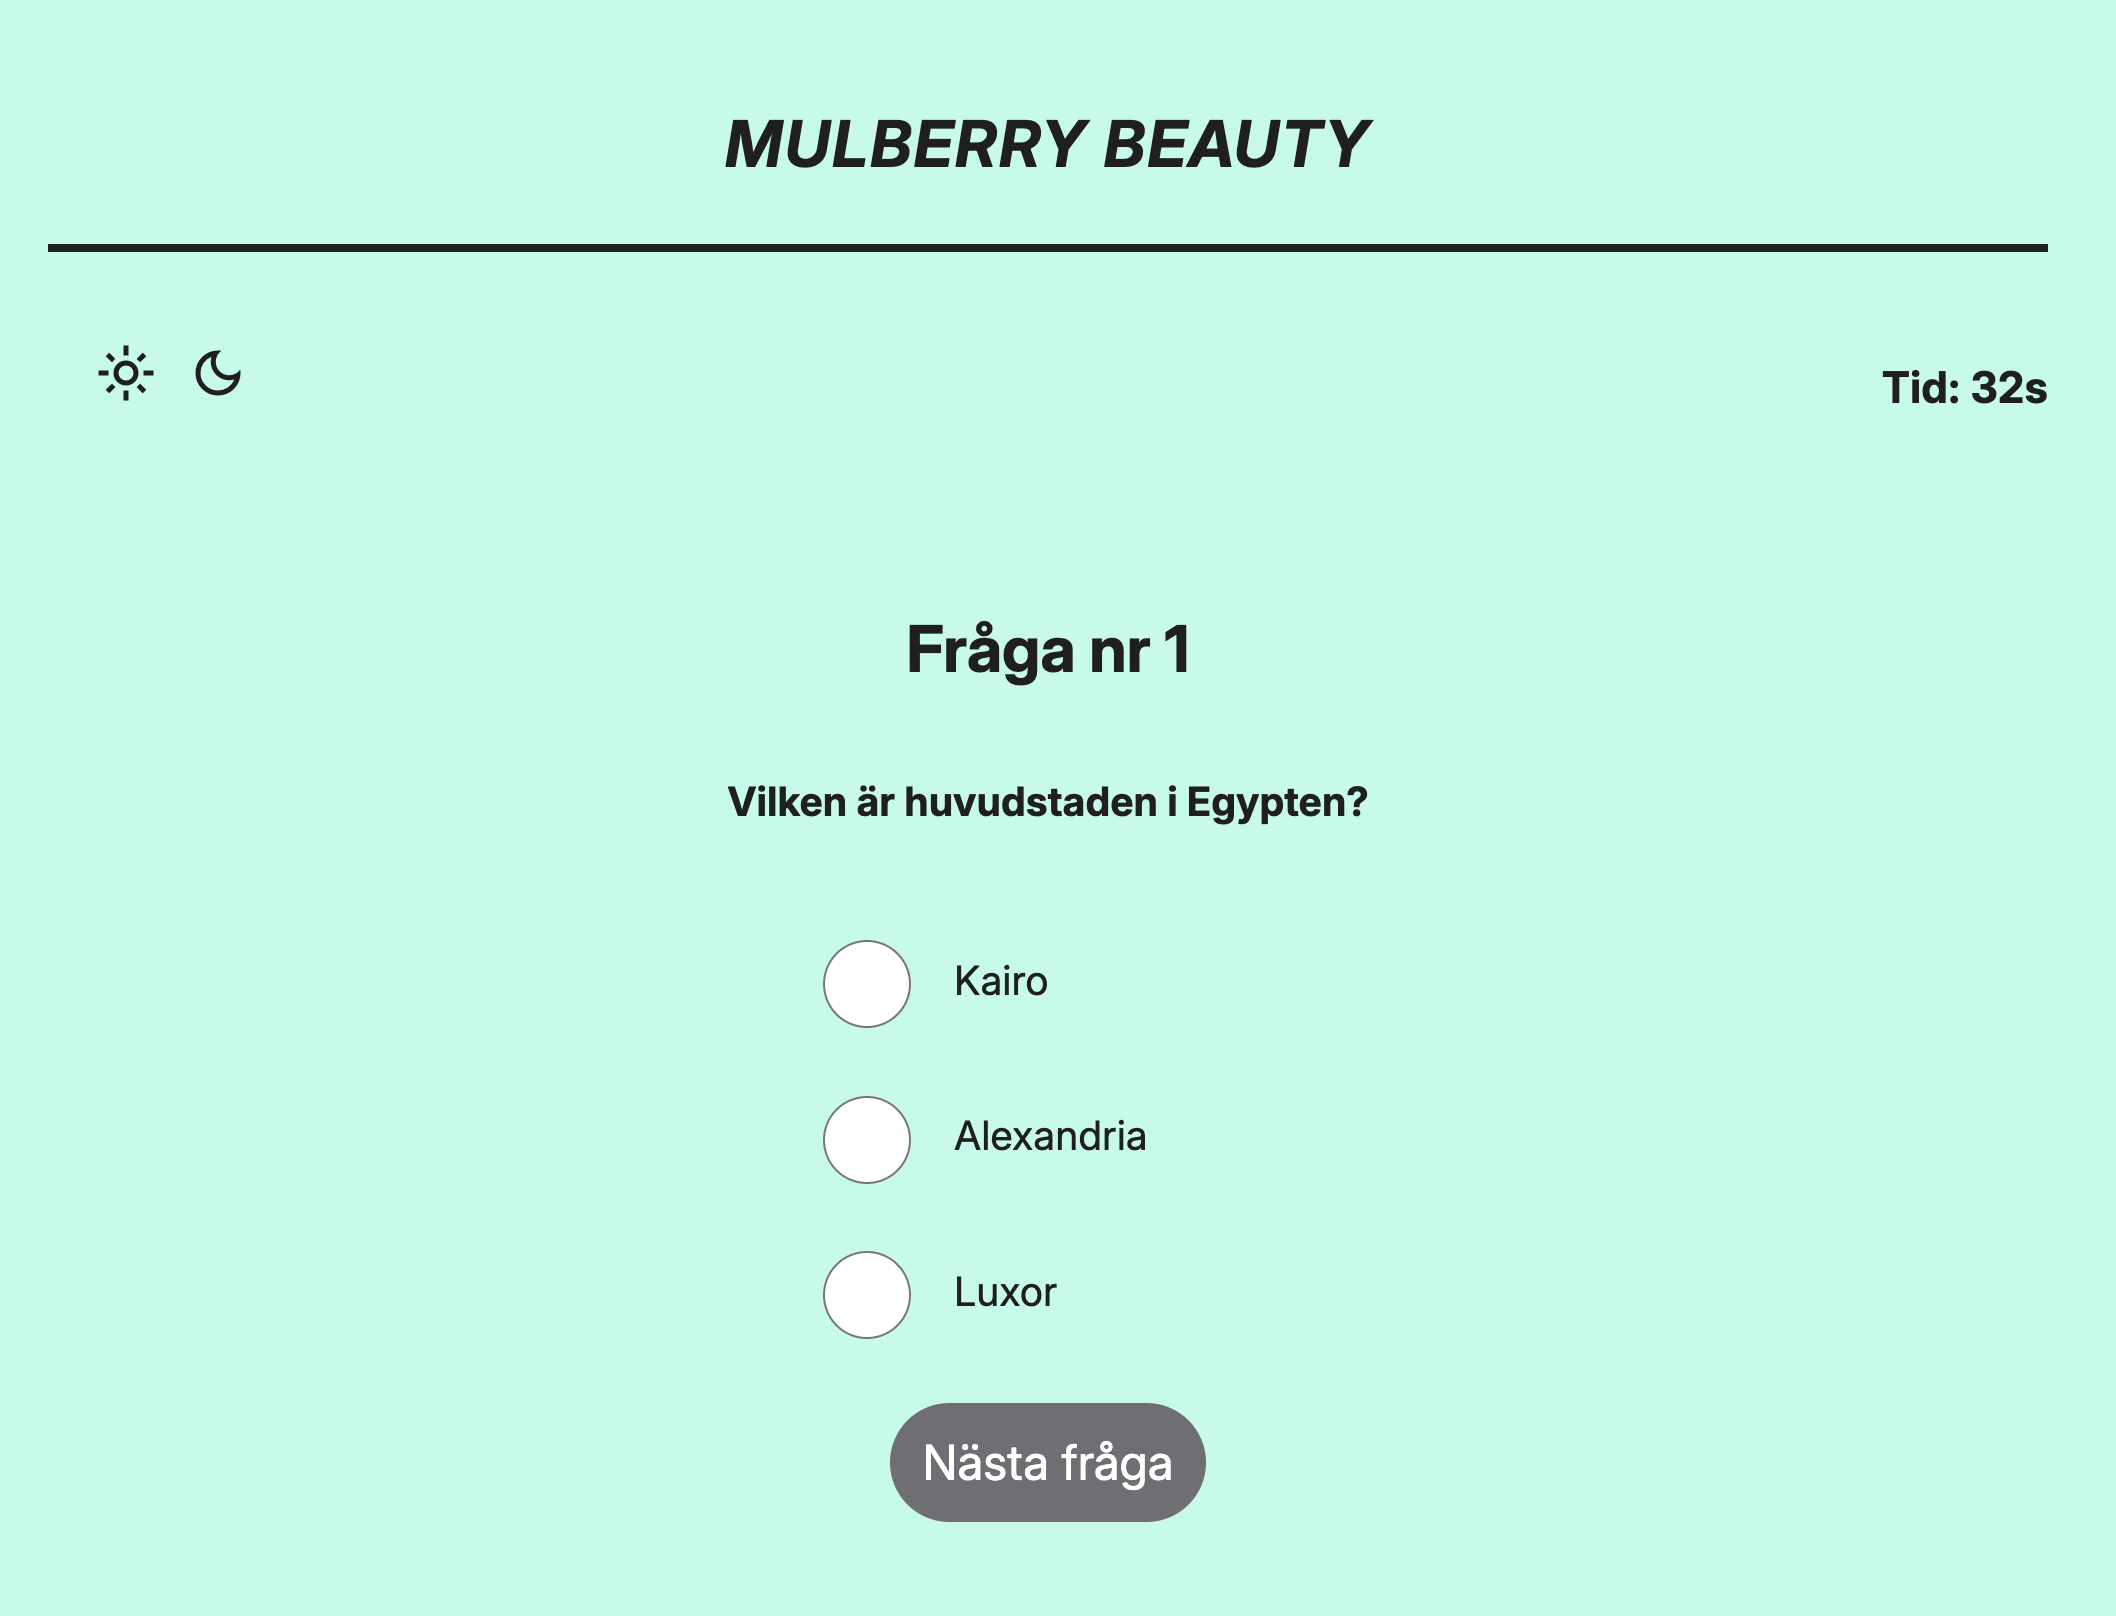 MULBERRY BEAUTY
Tid: 32s
Fråga nr 1
Vilken är huvudstaden i Egypten?
Kairo
Alexandria
Luxor
Nästa fråga